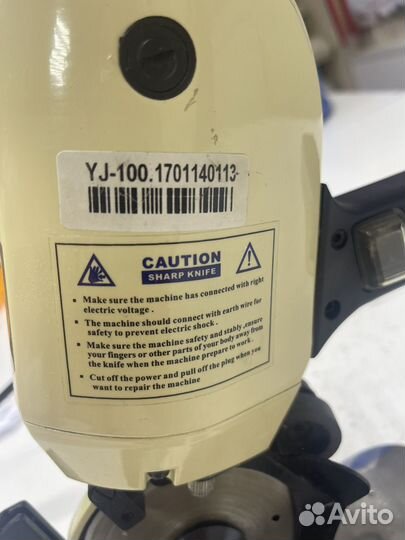 YJ-100.1701140113
CAUTION
SHARP KNIFE
▪ Make sure the machine has connected with right
electric voltage .
▪ The machine should connect with earth wire for
safety to prevent electric shock .
▪ Make sure the machine safety and stably ,ensure
your fingers or other parts of your body away from
the knife when the machine prepare to work .
▪ Cut off the power and pull off the plug when you
want to repair the machine
Avito